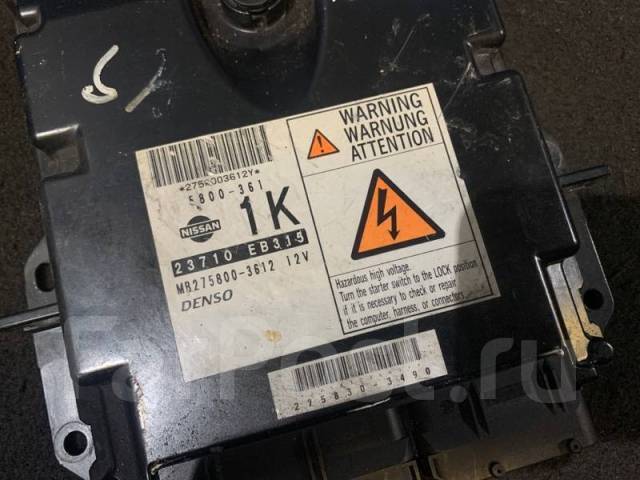 *2758003612Y*
5800-361
1K
NISSAN
23710 EB315
MR275800-3612 12V
DENSO
WARNING
WARNUNG
ATTENTION
Hazardous high voltage.
Turn the starter switch to the LOCK position
if it is necessary to check or repair
the computer, harness, or connectors.
275830-3490